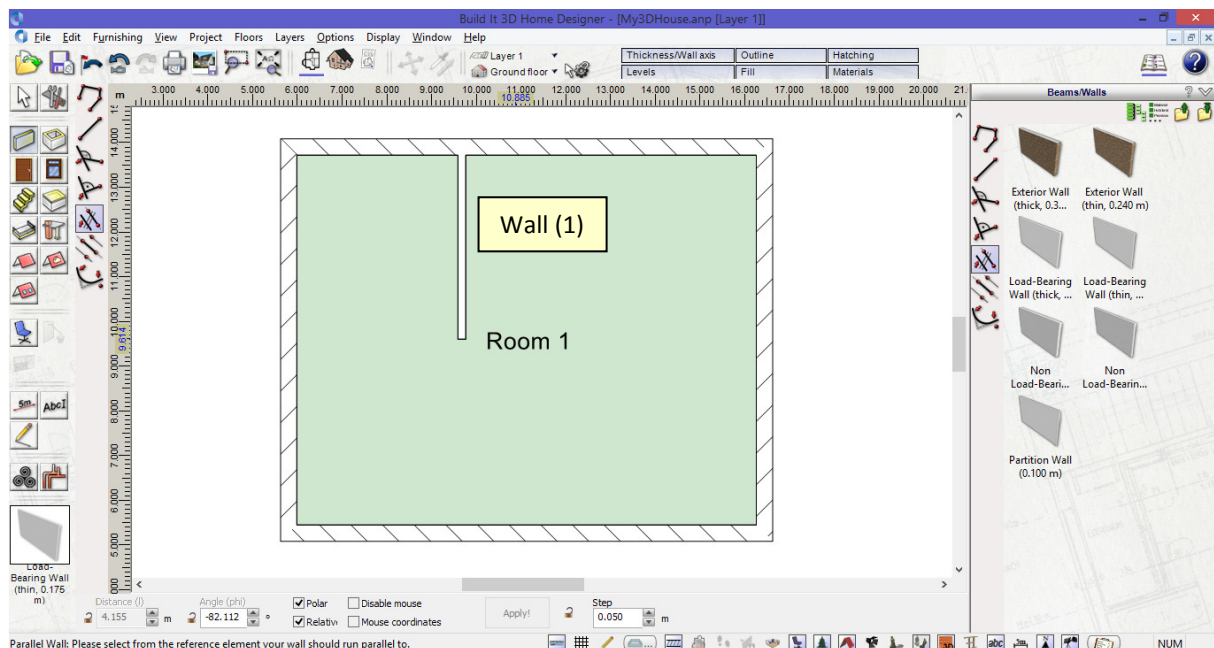 Build It 3D Home Designer - [My3DHouse.anp [Layer 1]]
File Edit Furnishing View Project Floors Layers Options Display Window Help
Layer 1
Ground floor
Thickness/Wall axis Outline Hatching
Levels Fill Materials
m 3.000 4.000 5.000 6.000 7.000 8.000 9.000 10.000 11.000 12.000 13.000 14.000 15.000 16.000 17.000 18.000 19.000 20.000 21.
10.885
14.000
13.000
12.000
11.000
10.000
9.614
9.000
8.000
7.000
6.000
5.000
000
5m AbcI
Wall (1)
Room 1
Beams/Walls
Exterior Wall Exterior Wall
(thick, 0.3... (thin, 0.240 m)
Load-Bearing Load-Bearing
Wall (thick, ... Wall (thin, ...
Non Non
Load-Beari... Load-Bearin...
Partition Wall
(0.100 m)
Load-
Bearing Wall
(thin, 0.175
m)
Distance (l) Angle (phi) Polar Disable mouse Step
4.155 m -82.112 ° Relativ Mouse coordinates Apply! 0.050 m
Parallel Wall: Please select from the reference element your wall should run parallel to.
3D abc NUM